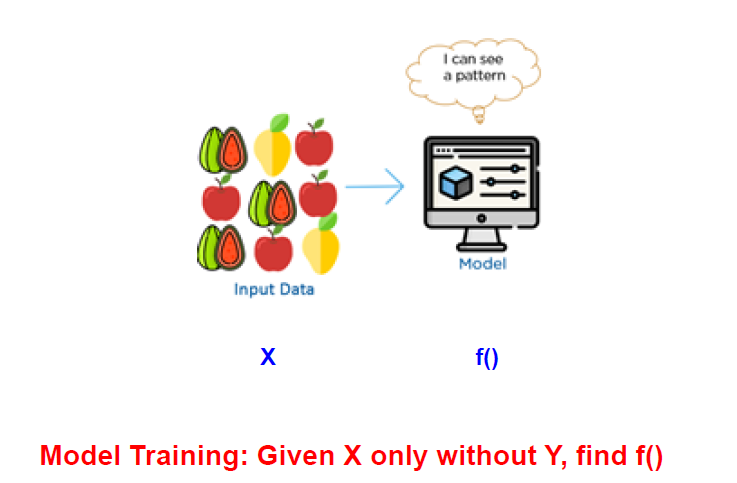 I can see
a pattern
Input Data
Model
X
f()
Model Training: Given X only without Y, find f()